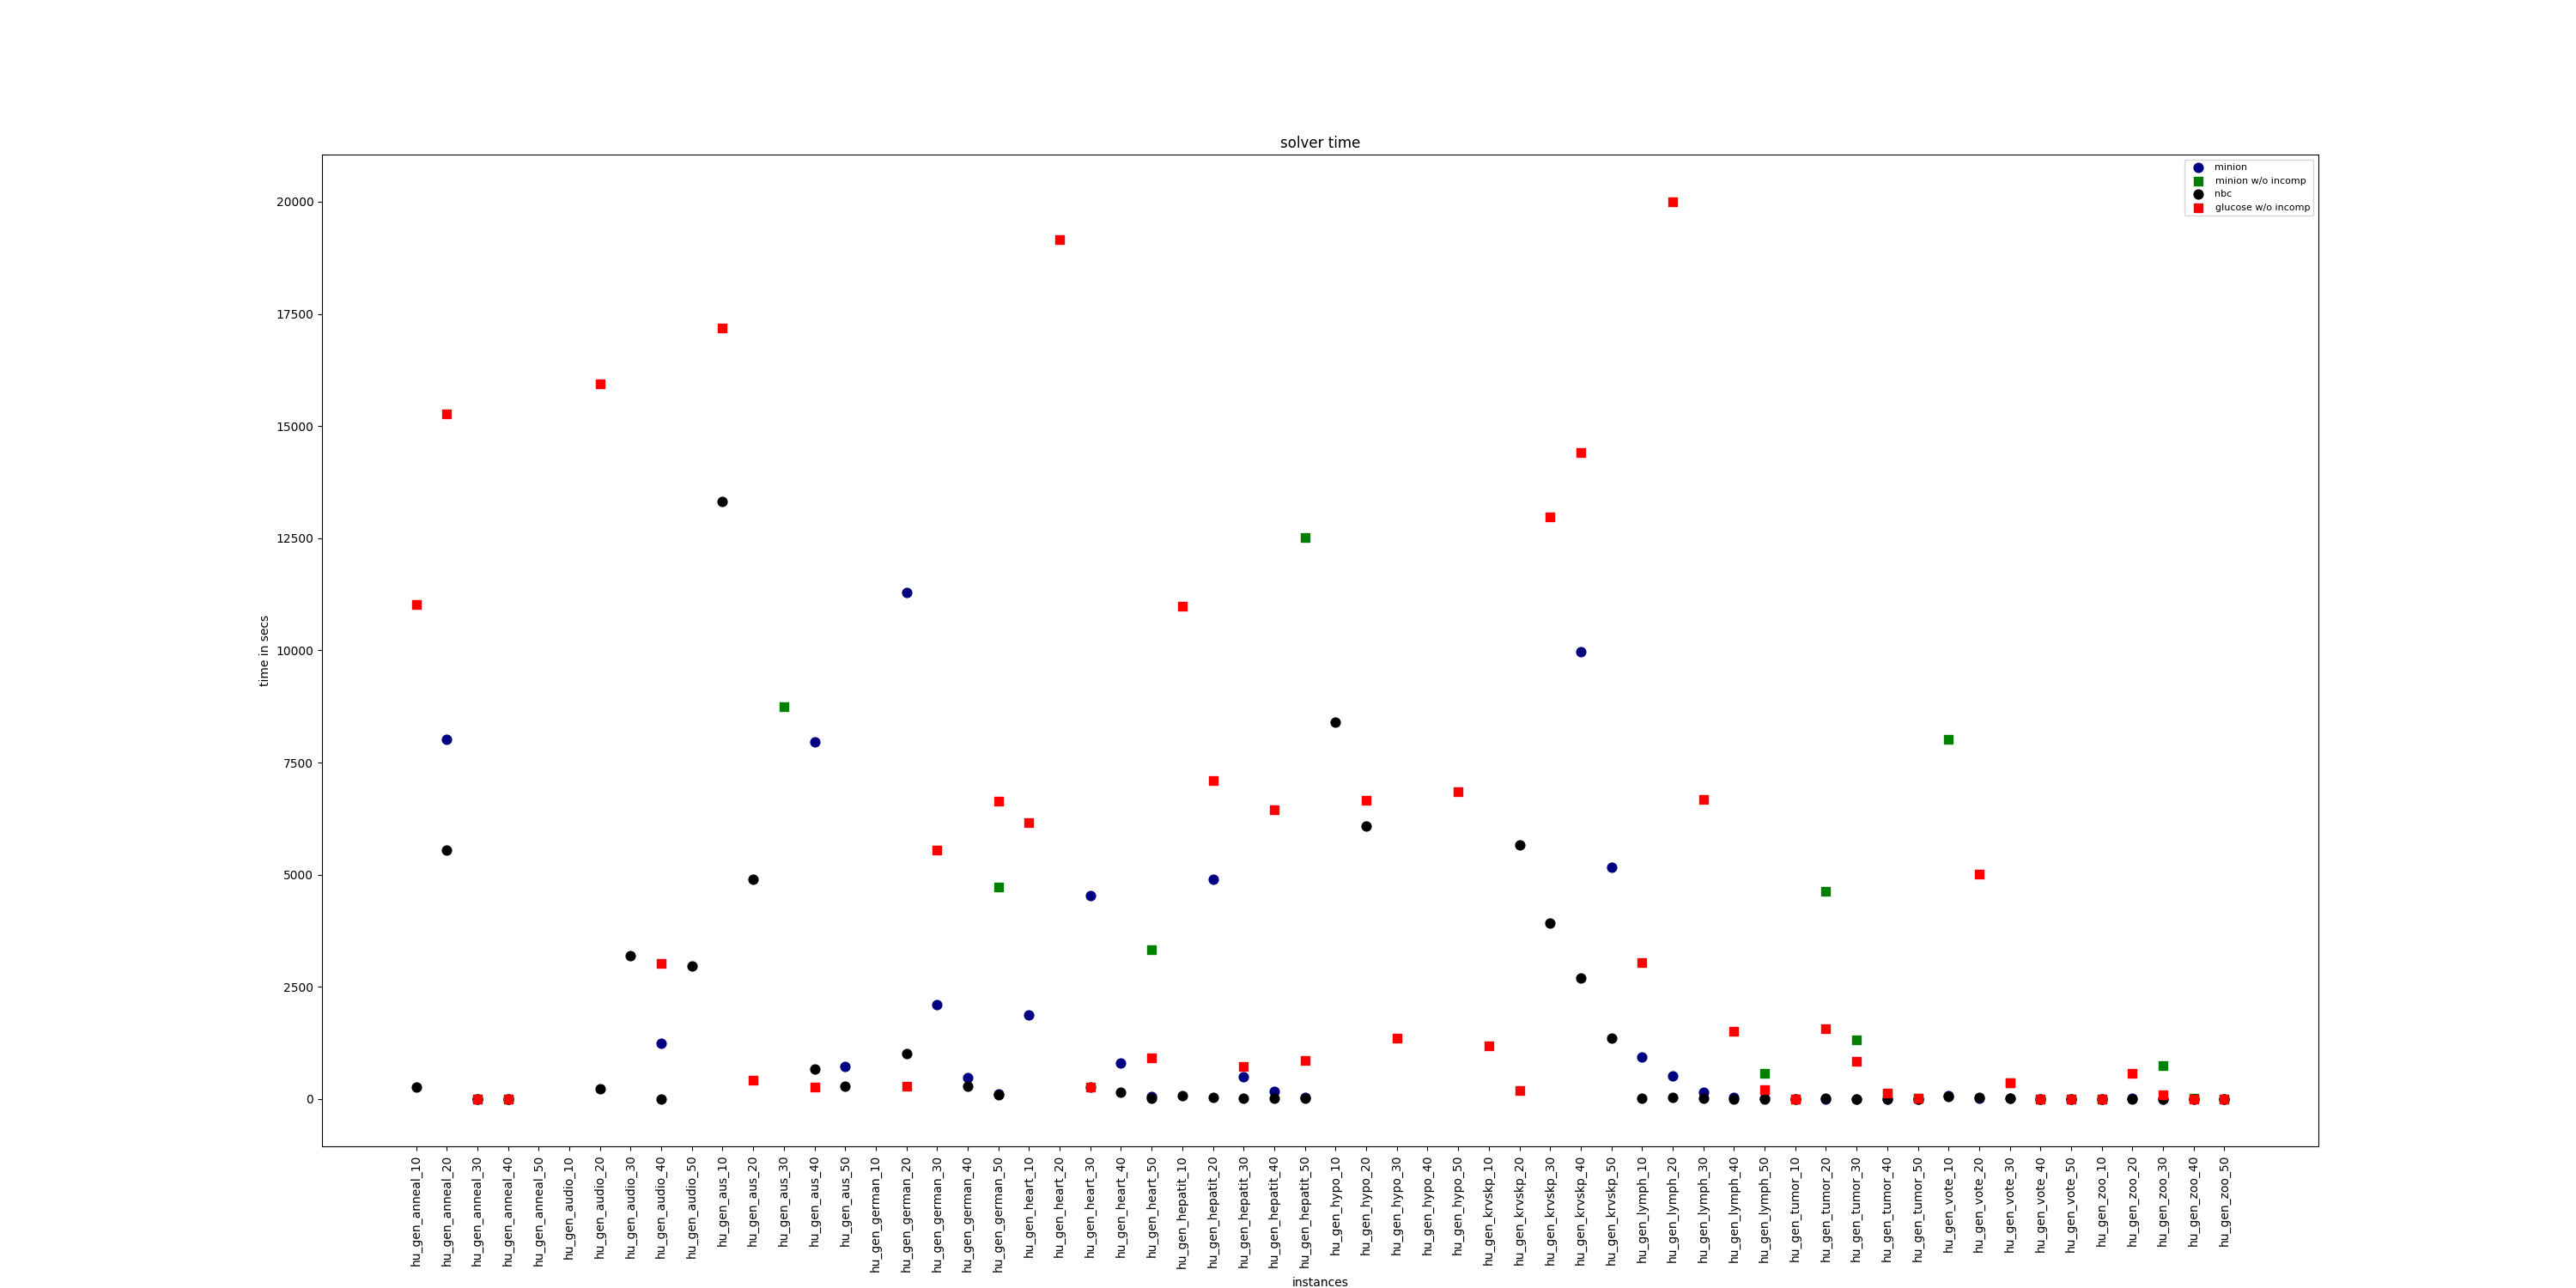 solver time
minion
minion w/o incomp
nbc
glucose w/o incomp
20000
17500
15000
12500
10000
7500
5000
2500
0
time in secs
hu_gen_anneal_10
hu_gen_anneal_20
hu_gen_anneal_30
hu_gen_anneal_40
hu_gen_anneal_50
hu_gen_audio_10
hu_gen_audio_20
hu_gen_audio_30
hu_gen_audio_40
hu_gen_audio_50
hu_gen_aus_10
hu_gen_aus_20
hu_gen_aus_30
hu_gen_aus_40
hu_gen_aus_50
hu_gen_german_10
hu_gen_german_20
hu_gen_german_30
hu_gen_german_40
hu_gen_german_50
hu_gen_heart_10
hu_gen_heart_20
hu_gen_heart_30
hu_gen_heart_40
hu_gen_heart_50
hu_gen_hepatit_10
hu_gen_hepatit_20
hu_gen_hepatit_30
hu_gen_hepatit_40
hu_gen_hepatit_50
hu_gen_hypo_10
hu_gen_hypo_20
hu_gen_hypo_30
hu_gen_hypo_40
hu_gen_hypo_50
hu_gen_krvskp_10
hu_gen_krvskp_20
hu_gen_krvskp_30
hu_gen_krvskp_40
hu_gen_krvskp_50
hu_gen_lymph_10
hu_gen_lymph_20
hu_gen_lymph_30
hu_gen_lymph_40
hu_gen_lymph_50
hu_gen_tumor_10
hu_gen_tumor_20
hu_gen_tumor_30
hu_gen_tumor_40
hu_gen_tumor_50
hu_gen_vote_10
hu_gen_vote_20
hu_gen_vote_30
hu_gen_vote_40
hu_gen_vote_50
hu_gen_zoo_10
hu_gen_zoo_20
hu_gen_zoo_30
hu_gen_zoo_40
hu_gen_zoo_50
instances